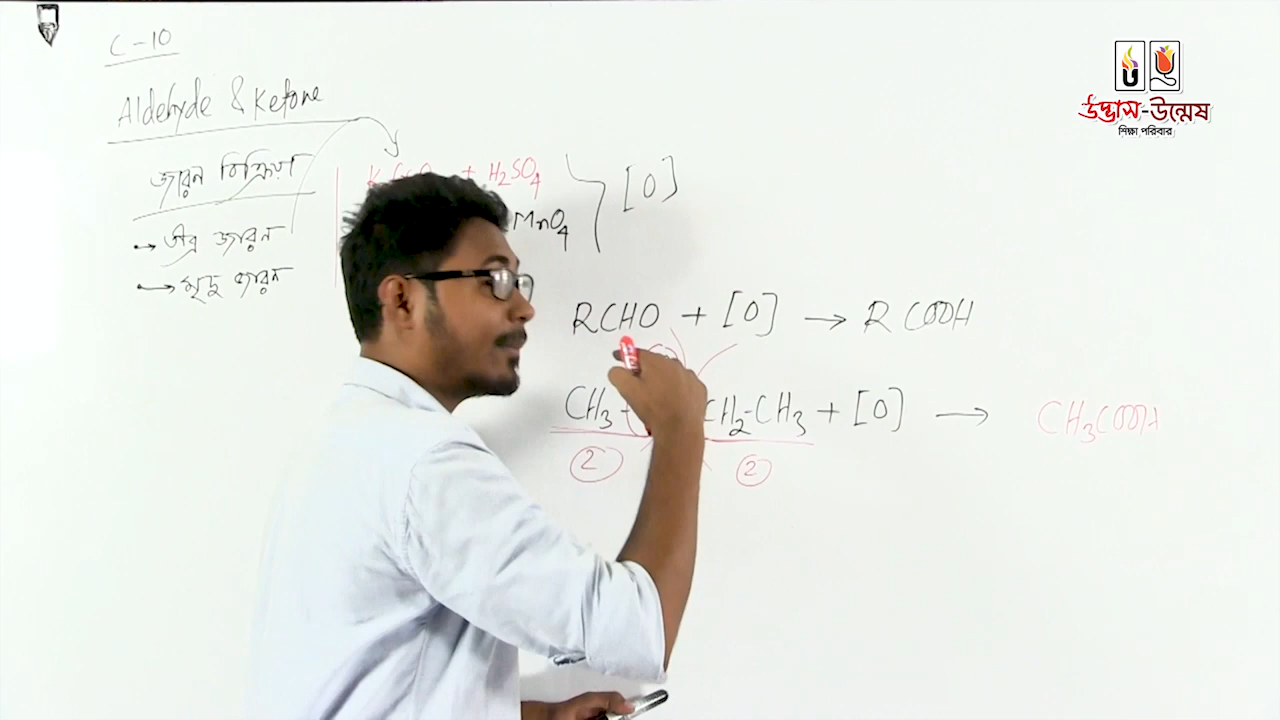 C-10
উদ্ভাস-উন্মেষ
শিক্ষা পরিবার
Aldehyde & Ketone
জারন বিক্রিয়া
→ তীব্র জারন
→ মৃদু জারন
+ H₂SO₄
MnO₄
[O]
RCHO + [O] → RCOOH
CH₃ CH₂-CH₃ + [O] → CH₃COOH
2 2